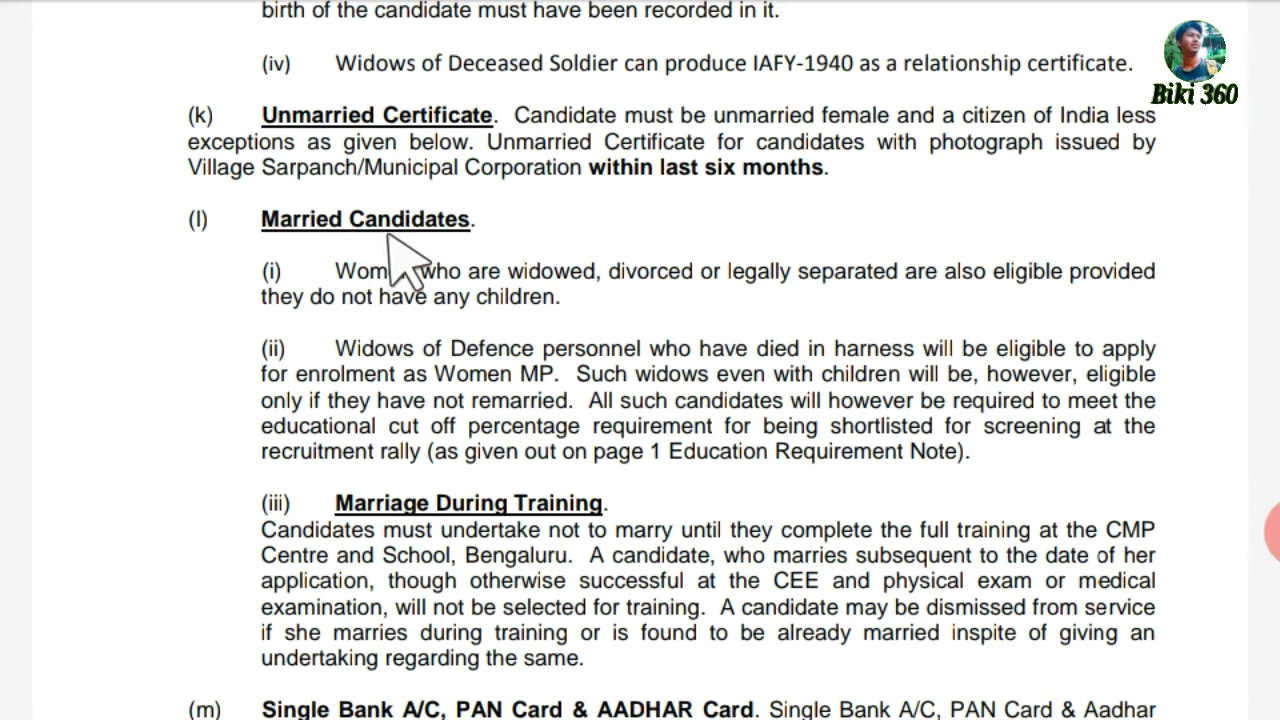 birth of the candidate must have been recorded in it.
(iv) Widows of Deceased Soldier can produce IAFY-1940 as a relationship certificate.
Biki 360
(k) Unmarried Certificate. Candidate must be unmarried female and a citizen of India less
exceptions as given below. Unmarried Certificate for candidates with photograph issued by
Village Sarpanch/Municipal Corporation within last six months.
(l) Married Candidates.
(i) Wom who are widowed, divorced or legally separated are also eligible provided
they do not have any children.
(ii) Widows of Defence personnel who have died in harness will be eligible to apply
for enrolment as Women MP. Such widows even with children will be, however, eligible
only if they have not remarried. All such candidates will however be required to meet the
educational cut off percentage requirement for being shortlisted for screening at the
recruitment rally (as given out on page 1 Education Requirement Note).
(iii) Marriage During Training.
Candidates must undertake not to marry until they complete the full training at the CMP
Centre and School, Bengaluru. A candidate, who marries subsequent to the date of her
application, though otherwise successful at the CEE and physical exam or medical
examination, will not be selected for training. A candidate may be dismissed from service
if she marries during training or is found to be already married inspite of giving an
undertaking regarding the same.
(m) Single Bank A/C, PAN Card & AADHAR Card. Single Bank A/C, PAN Card & Aadhar